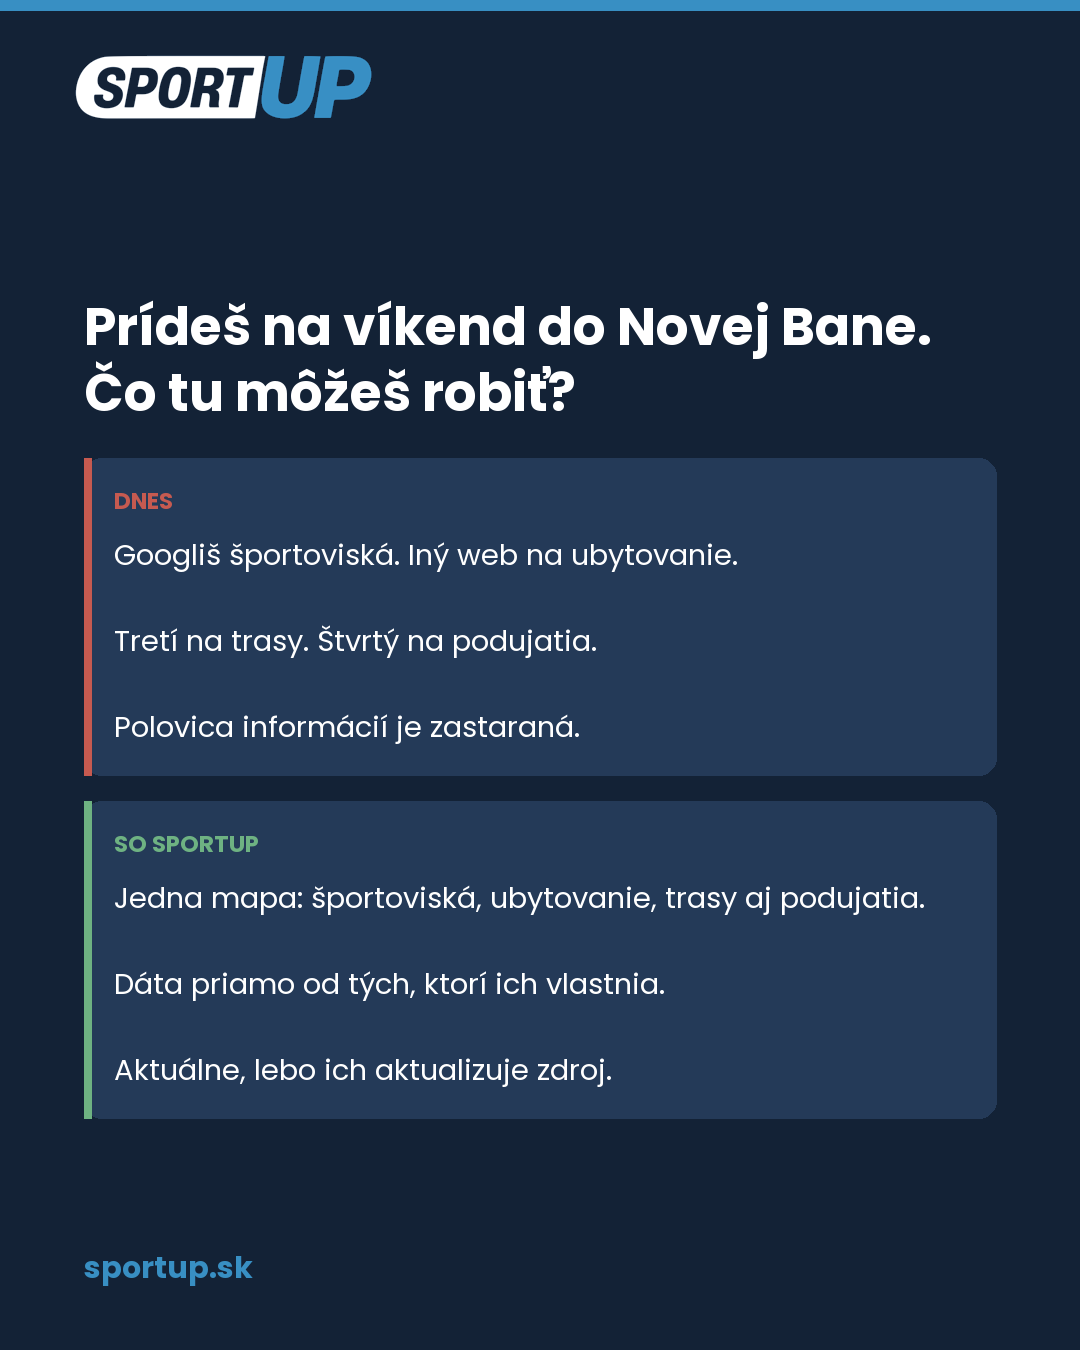 SPORTUP
Prídeš na víkend do Novej Bane.
Čo tu môžeš robiť?
DNES
Googliš športoviská. Iný web na ubytovanie.
Tretí na trasy. Štvrtý na podujatia.
Polovica informácií je zastaraná.
SO SPORTUP
Jedna mapa: športoviská, ubytovanie, trasy aj podujatia.
Dáta priamo od tých, ktorí ich vlastnia.
Aktuálne, lebo ich aktualizuje zdroj.
sportup.sk